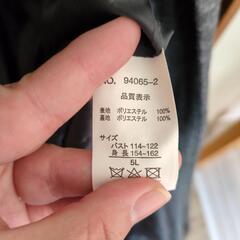 NO. 94065-2
品質表示
表地 ポリエステル 100%
裏地 ポリエステル 100%
サイズ
バスト 114-122
身長 154-162
5L